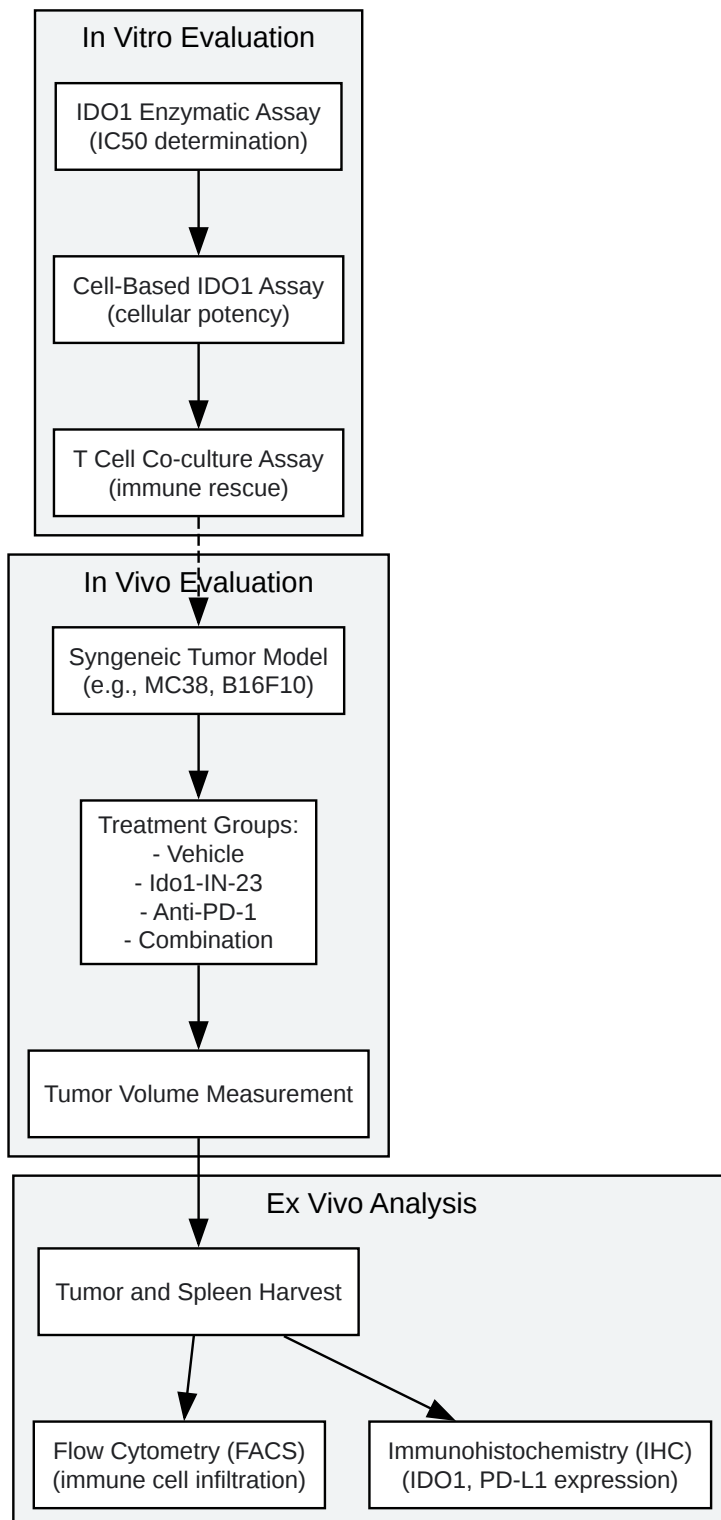 In Vitro Evaluation
IDO1 Enzymatic Assay
(IC50 determination)
Cell-Based IDO1 Assay
(cellular potency)
T Cell Co-culture Assay
(immune rescue)
In Vivo Evaluation
Syngeneic Tumor Model
(e.g., MC38, B16F10)
Treatment Groups:
- Vehicle
- Ido1-IN-23
- Anti-PD-1
- Combination
Tumor Volume Measurement
Ex Vivo Analysis
Tumor and Spleen Harvest
Flow Cytometry (FACS)
(immune cell infiltration)
Immunohistochemistry (IHC)
(IDO1, PD-L1 expression)